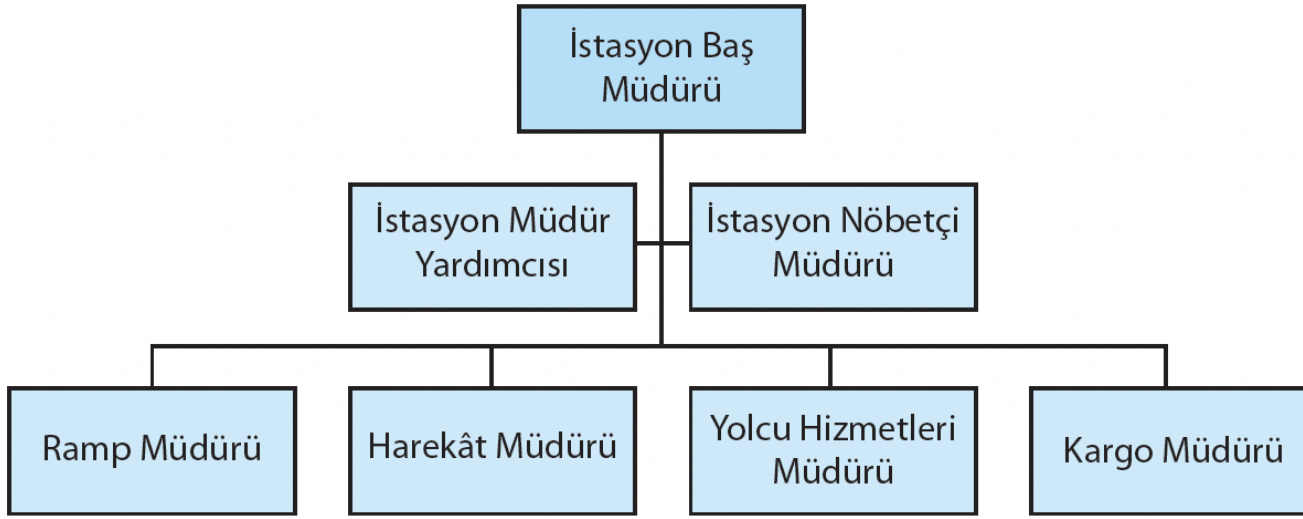 İstasyon Baş
Müdürü
İstasyon Müdür
Yardımcısı
İstasyon Nöbetçi
Müdürü
Ramp Müdürü
Harekât Müdürü
Yolcu Hizmetleri
Müdürü
Kargo Müdürü